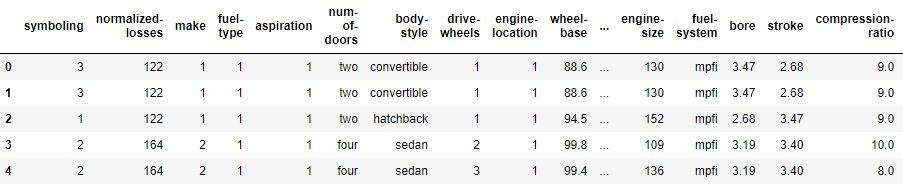 symboling normalized-losses make fuel-type aspiration num-of-doors body-style drive-wheels engine-location wheel-base ... engine-size fuel-system bore stroke compression-ratio
0 3 122 1 1 1 two convertible 1 1 88.6 ... 130 mpfi 3.47 2.68 9.0
1 3 122 1 1 1 two convertible 1 1 88.6 ... 130 mpfi 3.47 2.68 9.0
2 1 122 1 1 1 two hatchback 1 1 94.5 ... 152 mpfi 2.68 3.47 9.0
3 2 164 2 1 1 four sedan 2 1 99.8 ... 109 mpfi 3.19 3.40 10.0
4 2 164 2 1 1 four sedan 3 1 99.4 ... 136 mpfi 3.19 3.40 8.0